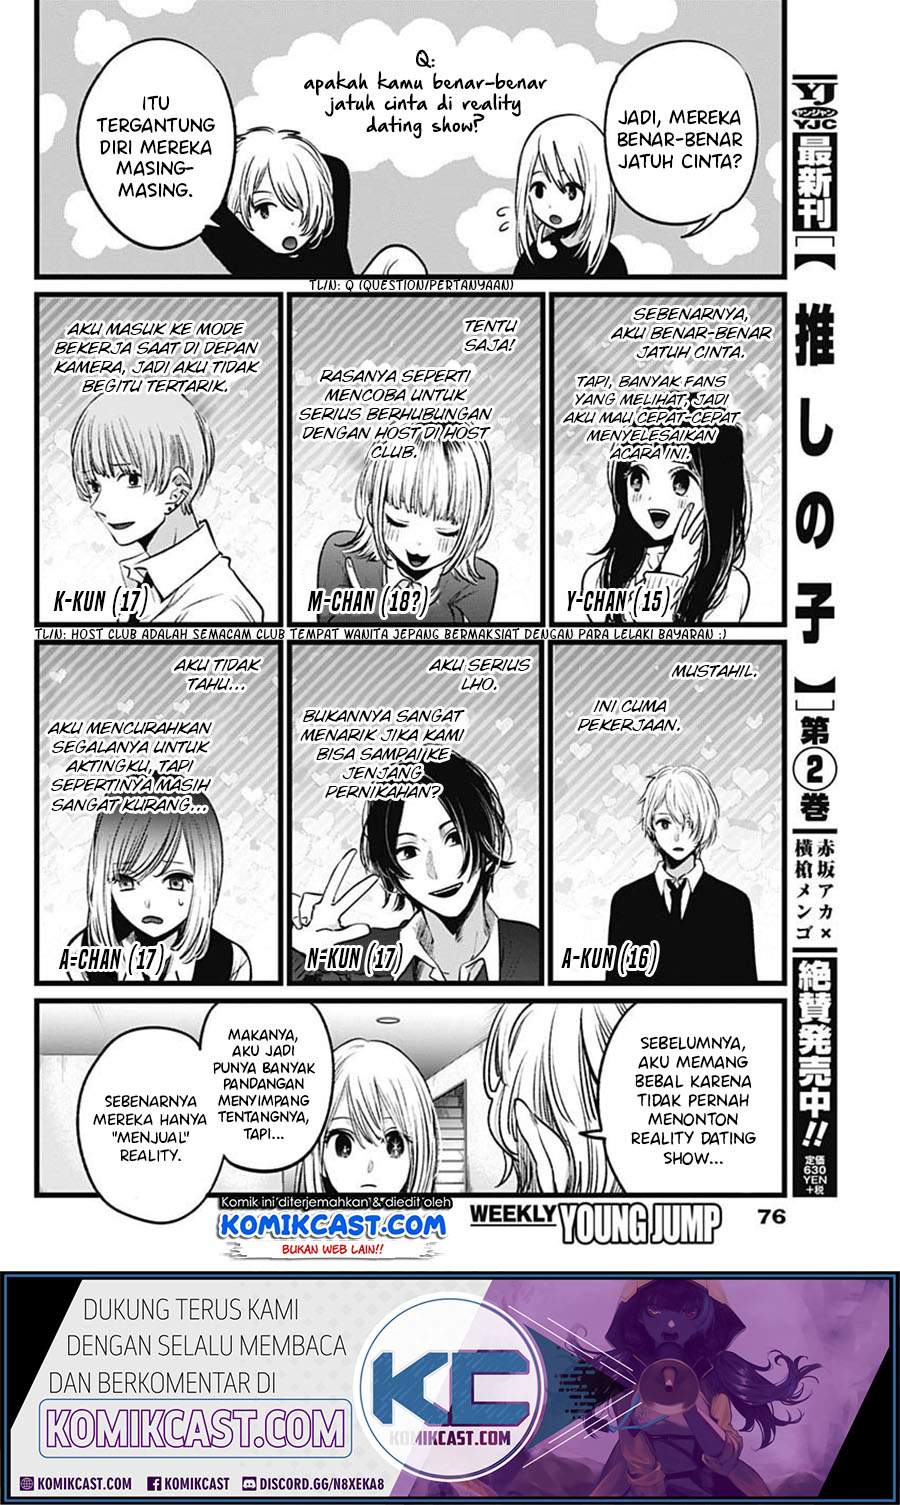 Q:
apakah kamu benar-benar
jatuh cinta di reality
dating show?
JADI, MEREKA
BENAR-BENAR
JATUH CINTA?
ITU
TERGANTUNG
DIRI MEREKA
MASING-
MASING.
TL/N: Q (QUESTION/PERTANYAAN)
AKU MASUK KE MODE
BEKERJA SAAT DI DEPAN
KAMERA, JADI AKU TIDAK
BEGITU TERTARIK.
K-KUN (17)
TENTU
SAJA!
RASANYA SEPERTI
MENCOBA UNTUK
SERIUS BERHUBUNGAN
DENGAN HOST DI HOST
CLUB.
M-CHAN (18?)
SEBENARNYA,
AKU BENAR-BENAR
JATUH CINTA.
TAPI, BANYAK FANS
YANG MELIHAT, JADI
AKU MAU CEPAT-CEPAT
MENYELESAIKAN
ACARA INI.
Y-CHAN (15)
TL/N: HOST CLUB ADALAH SEMACAM CLUB TEMPAT WANITA JEPANG BERMAKSIAT DENGAN PARA LELAKI BAYARAN :)
AKU TIDAK
TAHU...
AKU MENCURAHKAN
SEGALANYA UNTUK
AKTINGKU, TAPI
SEPERTINYA MASIH
SANGAT KURANG...
A=CHAN (17)
AKU SERIUS
LHO.
BUKANNYA SANGAT
MENARIK JIKA KAMI
BISA SAMPAI KE
JENJANG
PERNIKAHAN?
N=KUN (17)
MUSTAHIL.
INI CUMA
PEKERJAAN.
A-KUN (16)
SEBELUMNYA,
AKU MEMANG
BEBAL KARENA
TIDAK PERNAH
MENONTON
REALITY DATING
SHOW...
MAKANYA,
AKU JADI
PUNYA BANYAK
PANDANGAN
MENYIMPANG
TENTANGNYA,
TAPI...
SEBENARNYA
MEREKA HANYA
"MENJUAL"
REALITY.
YJ
ヤンジャン
YJC
最新刊
【推しの子】
第②巻
赤坂アカ×
横槍メンゴ
絶賛発売中!!
定価
630
YEN
+税
Komik ini diterjemahkan & diedit oleh
KOMIKCAST.COM
BUKAN WEB LAIN!!
WEEKLY YOUNG JUMP
76
DUKUNG TERUS KAMI
DENGAN SELALU MEMBACA
DAN BERKOMENTAR DI
KOMIKCAST.COM
KC
KOMIKCAST.COM
KOMIKCAST.COM
KOMIKCAST
DISCORD.GG/N8XEKA8